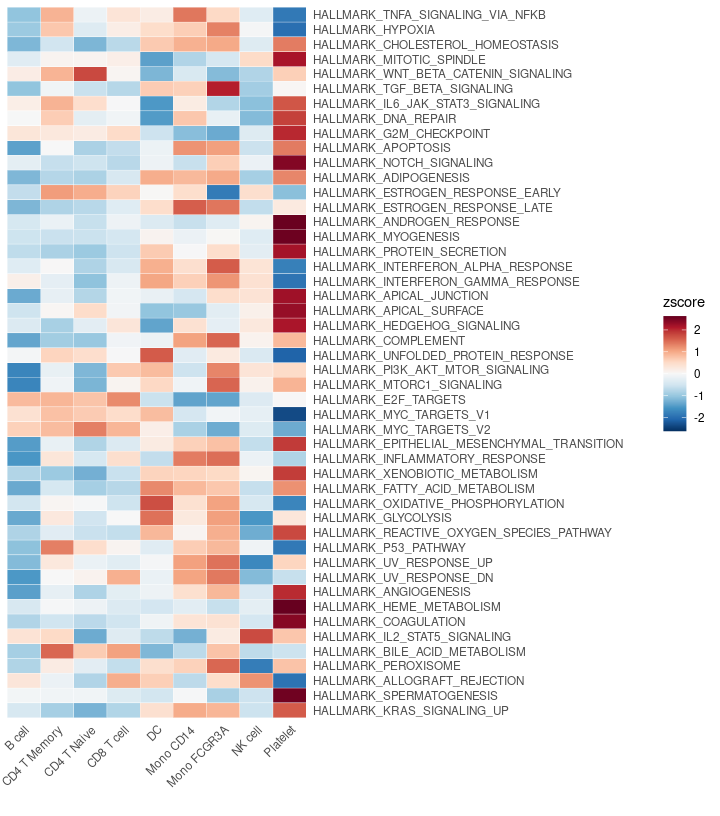 HALLMARK_TNFA_SIGNALING_VIA_NFKB
HALLMARK_HYPOXIA
HALLMARK_CHOLESTEROL_HOMEOSTASIS
HALLMARK_MITOTIC_SPINDLE
HALLMARK_WNT_BETA_CATENIN_SIGNALING
HALLMARK_TGF_BETA_SIGNALING
HALLMARK_IL6_JAK_STAT3_SIGNALING
HALLMARK_DNA_REPAIR
HALLMARK_G2M_CHECKPOINT
HALLMARK_APOPTOSIS
HALLMARK_NOTCH_SIGNALING
HALLMARK_ADIPOGENESIS
HALLMARK_ESTROGEN_RESPONSE_EARLY
HALLMARK_ESTROGEN_RESPONSE_LATE
HALLMARK_ANDROGEN_RESPONSE
HALLMARK_MYOGENESIS
HALLMARK_PROTEIN_SECRETION
HALLMARK_INTERFERON_ALPHA_RESPONSE
HALLMARK_INTERFERON_GAMMA_RESPONSE
HALLMARK_APICAL_JUNCTION
HALLMARK_APICAL_SURFACE
HALLMARK_HEDGEHOG_SIGNALING
HALLMARK_COMPLEMENT
HALLMARK_UNFOLDED_PROTEIN_RESPONSE
HALLMARK_PI3K_AKT_MTOR_SIGNALING
HALLMARK_MTORC1_SIGNALING
HALLMARK_E2F_TARGETS
HALLMARK_MYC_TARGETS_V1
HALLMARK_MYC_TARGETS_V2
HALLMARK_EPITHELIAL_MESENCHYMAL_TRANSITION
HALLMARK_INFLAMMATORY_RESPONSE
HALLMARK_XENOBIOTIC_METABOLISM
HALLMARK_FATTY_ACID_METABOLISM
HALLMARK_OXIDATIVE_PHOSPHORYLATION
HALLMARK_GLYCOLYSIS
HALLMARK_REACTIVE_OXYGEN_SPECIES_PATHWAY
HALLMARK_P53_PATHWAY
HALLMARK_UV_RESPONSE_UP
HALLMARK_UV_RESPONSE_DN
HALLMARK_ANGIOGENESIS
HALLMARK_HEME_METABOLISM
HALLMARK_COAGULATION
HALLMARK_IL2_STAT5_SIGNALING
HALLMARK_BILE_ACID_METABOLISM
HALLMARK_PEROXISOME
HALLMARK_ALLOGRAFT_REJECTION
HALLMARK_SPERMATOGENESIS
HALLMARK_KRAS_SIGNALING_UP
B cell
CD4 T Memory
CD4 T Naive
CD8 T cell
DC
Mono CD14
Mono FCGR3A
NK cell
Platelet
zscore
2
1
0
-1
-2